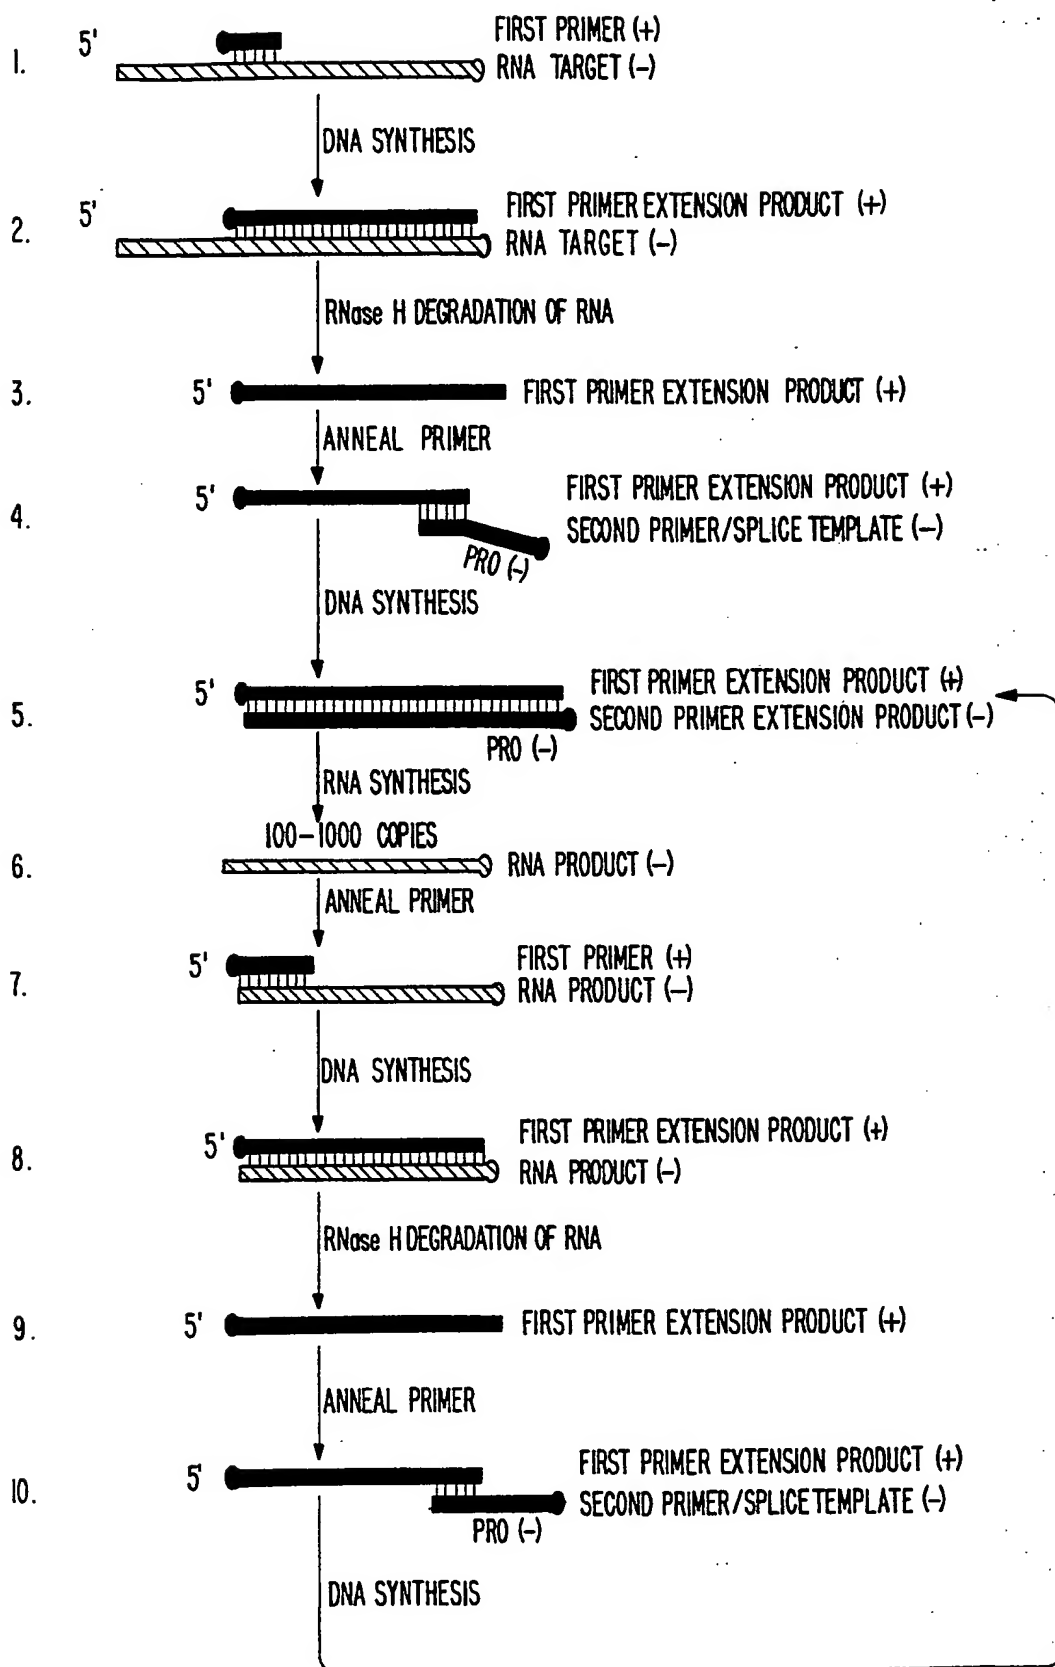 1.
5'
FIRST PRIMER (+)
RNA TARGET (-)
DNA SYNTHESIS
2.
5'
FIRST PRIMER EXTENSION PRODUCT (+)
RNA TARGET (-)
RNase H DEGRADATION OF RNA
3.
5'
FIRST PRIMER EXTENSION PRODUCT (+)
ANNEAL PRIMER
4.
5'
FIRST PRIMER EXTENSION PRODUCT (+)
SECOND PRIMER/SPLICE TEMPLATE (-)
PRO (-)
DNA SYNTHESIS
5.
5'
FIRST PRIMER EXTENSION PRODUCT (+)
SECOND PRIMER EXTENSION PRODUCT (-)
PRO (-)
RNA SYNTHESIS
100-1000 COPIES
6.
RNA PRODUCT (-)
ANNEAL PRIMER
7.
5'
FIRST PRIMER (+)
RNA PRODUCT (-)
DNA SYNTHESIS
8.
5'
FIRST PRIMER EXTENSION PRODUCT (+)
RNA PRODUCT (-)
RNase H DEGRADATION OF RNA
9.
5'
FIRST PRIMER EXTENSION PRODUCT (+)
ANNEAL PRIMER
10.
5'
FIRST PRIMER EXTENSION PRODUCT (+)
SECOND PRIMER/SPLICE TEMPLATE (-)
PRO (-)
DNA SYNTHESIS